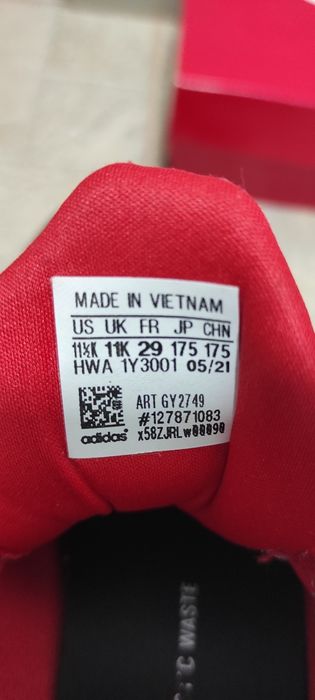 MADE IN VIETNAM
US UK FR JP CHN
11½K 11K 29 175 175
HWA 1Y3001 05/21
ART GY2749
#127871083
adidas
WASTE